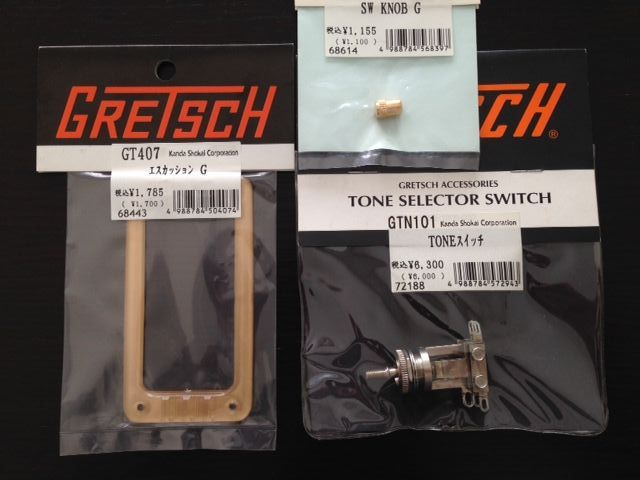 GRETSCH
GT407 Kanda Shokai Corporation
エスカッション G
税込¥1,785
( ¥1,700 )
68443
4 988784 504074
SW KNOB G
税込¥1,155
( ¥1,100 )
68614
4 988784 568397
TSCH
®
GRETSCH ACCESSORIES
TONE SELECTOR SWITCH
GTN101 Kanda Shokai Corporation
TONEスイッチ
税込¥6,300
( ¥6,000 )
72188
4 988784 572943